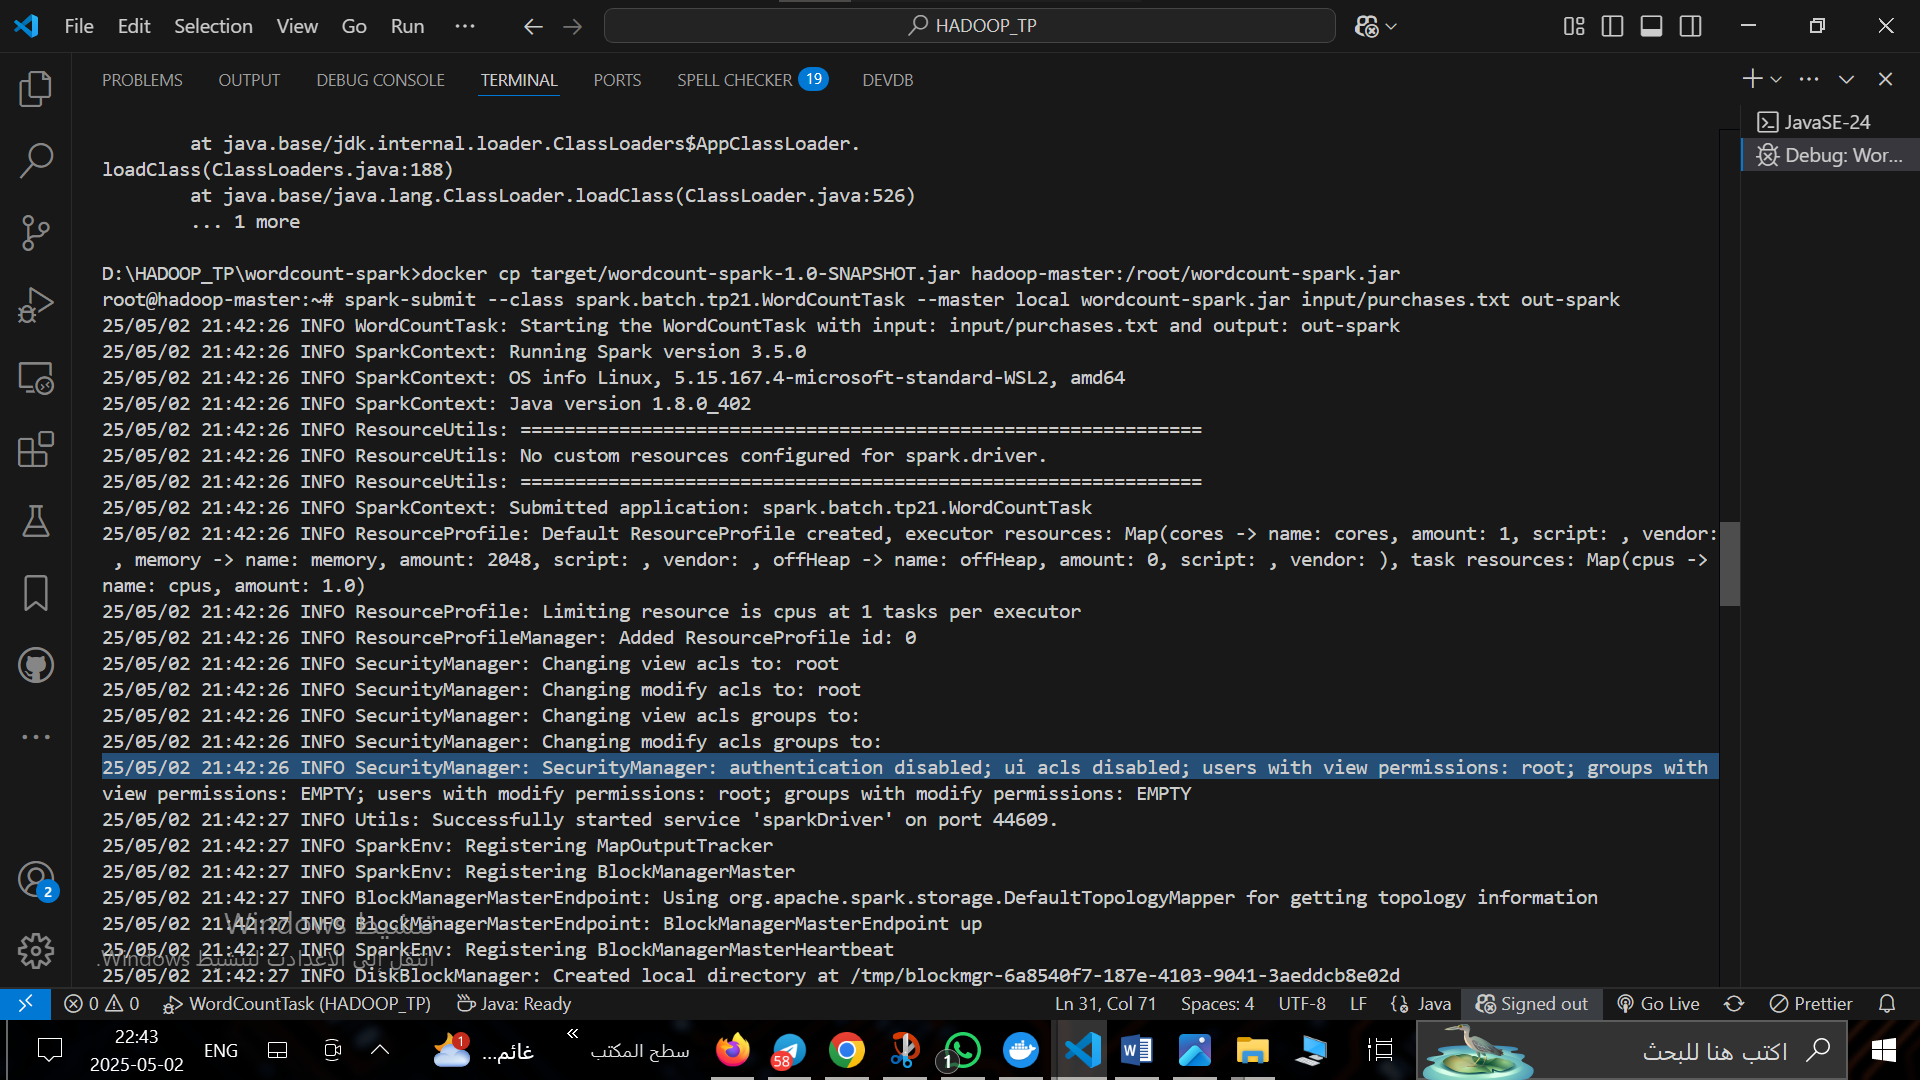 File Edit Selection View Go Run ··· HADOOP_TP
PROBLEMS OUTPUT DEBUG CONSOLE TERMINAL PORTS SPELL CHECKER 19 DEVDB
JavaSE-24
Debug: Wor...
at java.base/jdk.internal.loader.ClassLoaders$AppClassLoader.
loadClass(ClassLoaders.java:188)
at java.base/java.lang.ClassLoader.loadClass(ClassLoader.java:526)
... 1 more
D:\HADOOP_TP\wordcount-spark>docker cp target/wordcount-spark-1.0-SNAPSHOT.jar hadoop-master:/root/wordcount-spark.jar
root@hadoop-master:~# spark-submit --class spark.batch.tp21.WordCountTask --master local wordcount-spark.jar input/purchases.txt out-spark
25/05/02 21:42:26 INFO WordCountTask: Starting the WordCountTask with input: input/purchases.txt and output: out-spark
25/05/02 21:42:26 INFO SparkContext: Running Spark version 3.5.0
25/05/02 21:42:26 INFO SparkContext: OS info Linux, 5.15.167.4-microsoft-standard-WSL2, amd64
25/05/02 21:42:26 INFO SparkContext: Java version 1.8.0_402
25/05/02 21:42:26 INFO ResourceUtils: ==============================================================
25/05/02 21:42:26 INFO ResourceUtils: No custom resources configured for spark.driver.
25/05/02 21:42:26 INFO ResourceUtils: ==============================================================
25/05/02 21:42:26 INFO SparkContext: Submitted application: spark.batch.tp21.WordCountTask
25/05/02 21:42:26 INFO ResourceProfile: Default ResourceProfile created, executor resources: Map(cores -> name: cores, amount: 1, script: , vendor:
, memory -> name: memory, amount: 2048, script: , vendor: , offHeap -> name: offHeap, amount: 0, script: , vendor: ), task resources: Map(cpus ->
name: cpus, amount: 1.0)
25/05/02 21:42:26 INFO ResourceProfile: Limiting resource is cpus at 1 tasks per executor
25/05/02 21:42:26 INFO ResourceProfileManager: Added ResourceProfile id: 0
25/05/02 21:42:26 INFO SecurityManager: Changing view acls to: root
25/05/02 21:42:26 INFO SecurityManager: Changing modify acls to: root
25/05/02 21:42:26 INFO SecurityManager: Changing view acls groups to:
25/05/02 21:42:26 INFO SecurityManager: Changing modify acls groups to:
25/05/02 21:42:26 INFO SecurityManager: SecurityManager: authentication disabled; ui acls disabled; users with view permissions: root; groups with
view permissions: EMPTY; users with modify permissions: root; groups with modify permissions: EMPTY
25/05/02 21:42:27 INFO Utils: Successfully started service 'sparkDriver' on port 44609.
25/05/02 21:42:27 INFO SparkEnv: Registering MapOutputTracker
25/05/02 21:42:27 INFO SparkEnv: Registering BlockManagerMaster
25/05/02 21:42:27 INFO BlockManagerMasterEndpoint: Using org.apache.spark.storage.DefaultTopologyMapper for getting topology information
25/05/02 21:42:27 INFO BlockManagerMasterEndpoint: BlockManagerMasterEndpoint up
25/05/02 21:42:27 INFO SparkEnv: Registering BlockManagerMasterHeartbeat
25/05/02 21:42:27 INFO DiskBlockManager: Created local directory at /tmp/blockmgr-6a8540f7-187e-4103-9041-3aeddcb8e02d
تنشيط Windows
انتقل إلى الإعدادات لتنشيط Windows.
2
0 0 WordCountTask (HADOOP_TP) Java: Ready Ln 31, Col 71 Spaces: 4 UTF-8 LF {} Java Signed out Go Live Prettier
22:43
2025-05-02
ENG
1
غائم...
سطح المكتب
58
1
اكتب هنا للبحث